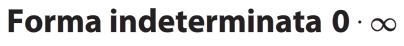 Forma indeterminata 0 · ∞